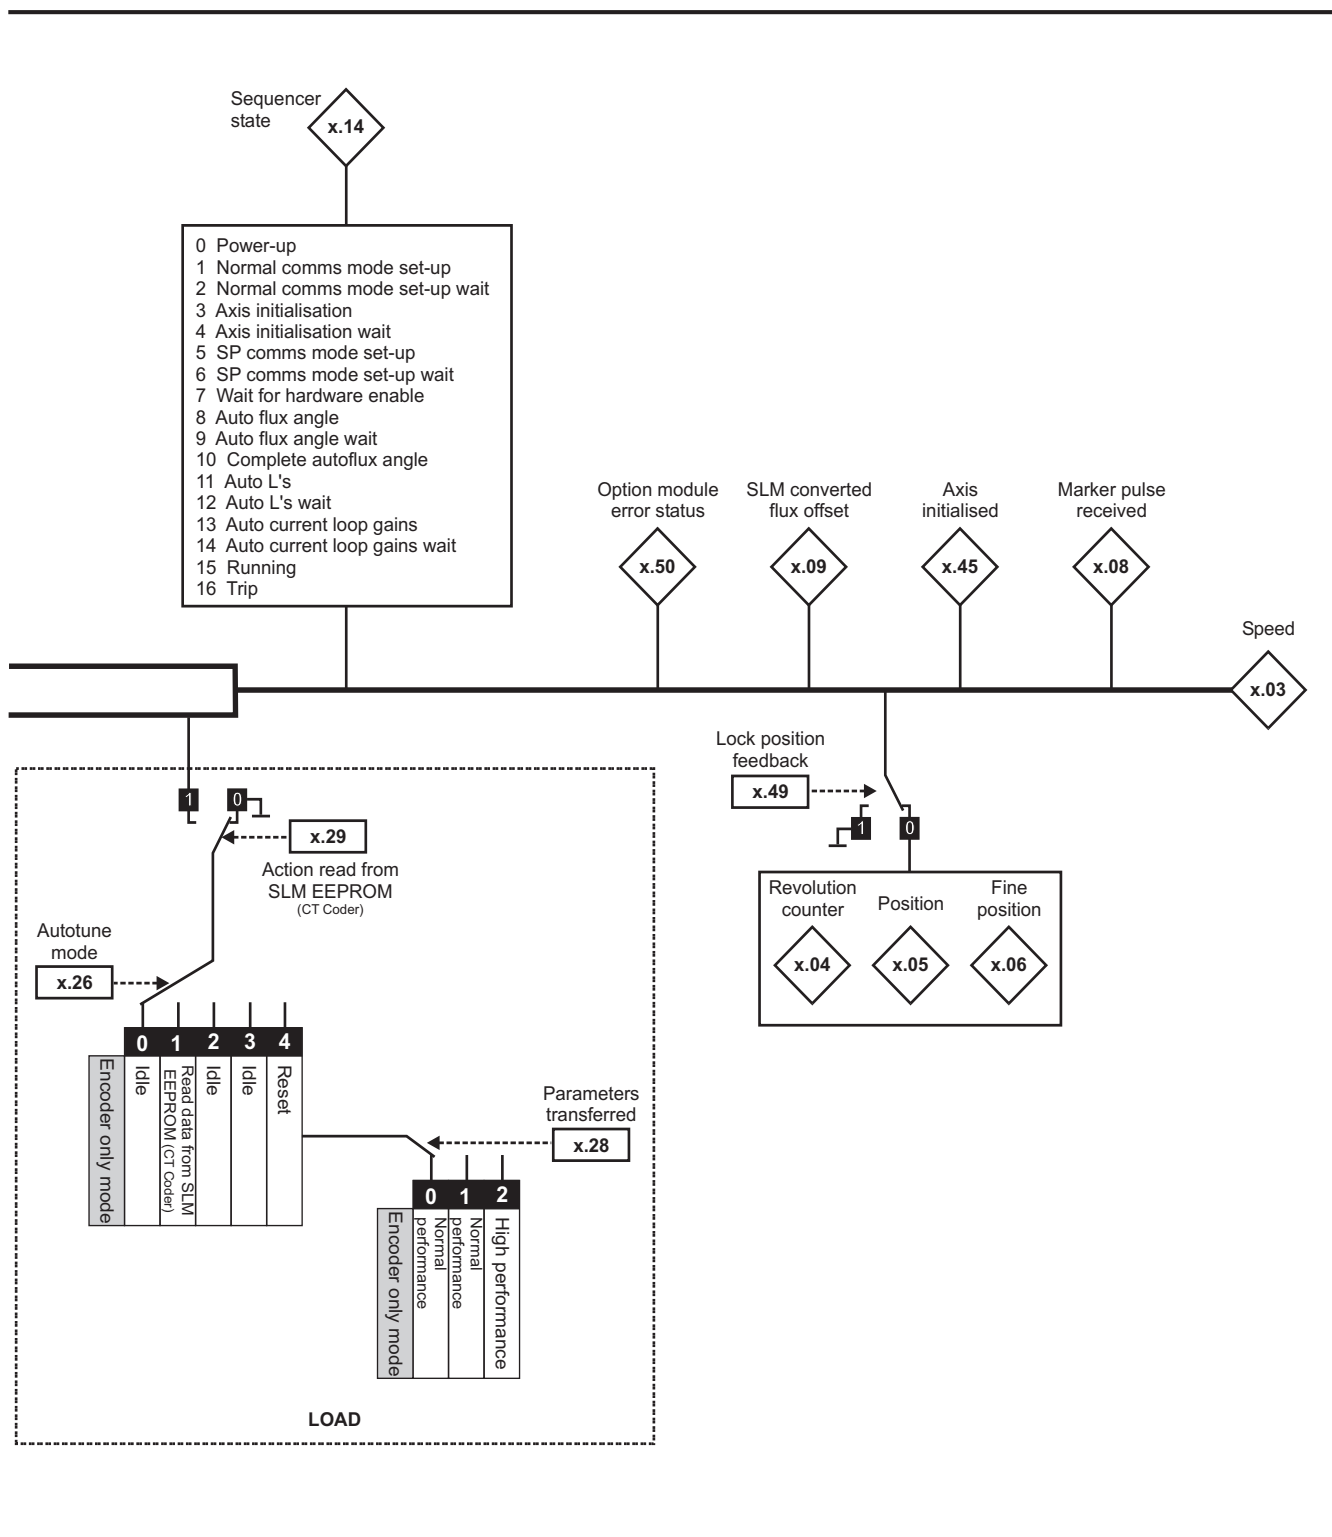 Sequencer
state
x.14
0 Power-up
1 Normal comms mode set-up
2 Normal comms mode set-up wait
3 Axis initialisation
4 Axis initialisation wait
5 SP comms mode set-up
6 SP comms mode set-up wait
7 Wait for hardware enable
8 Auto flux angle
9 Auto flux angle wait
10 Complete autoflux angle
11 Auto L's
12 Auto L's wait
13 Auto current loop gains
14 Auto current loop gains wait
15 Running
16 Trip
Option module
error status
x.50
SLM converted
flux offset
x.09
Axis
initialised
x.45
Marker pulse
received
x.08
Speed
x.03
Lock position
feedback
x.49
1 0
Revolution
counter
x.04
Position
x.05
Fine
position
x.06
1 0
x.29
Action read from
SLM EEPROM
(CT Coder)
Autotune
mode
x.26
0 1 2 3 4
Encoder only mode
Idle
Read data from SLM
EEPROM (CT Coder)
Idle
Idle
Reset
Parameters
transferred
x.28
0 1 2
Encoder only mode
Normal
performance
Normal
performance
High performance
LOAD